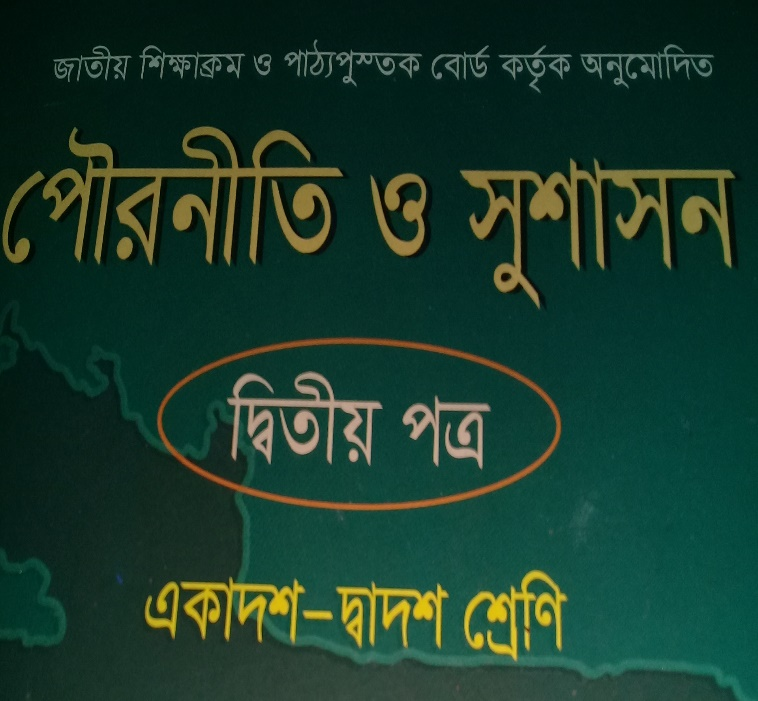 জাতীয় শিক্ষাক্রম ও পাঠ্যপুস্তক বোর্ড কর্তৃক অনুমোদিত
পৌরনীতি ও সুশাসন
দ্বিতীয় পত্র
একাদশ–দ্বাদশ শ্রেণি